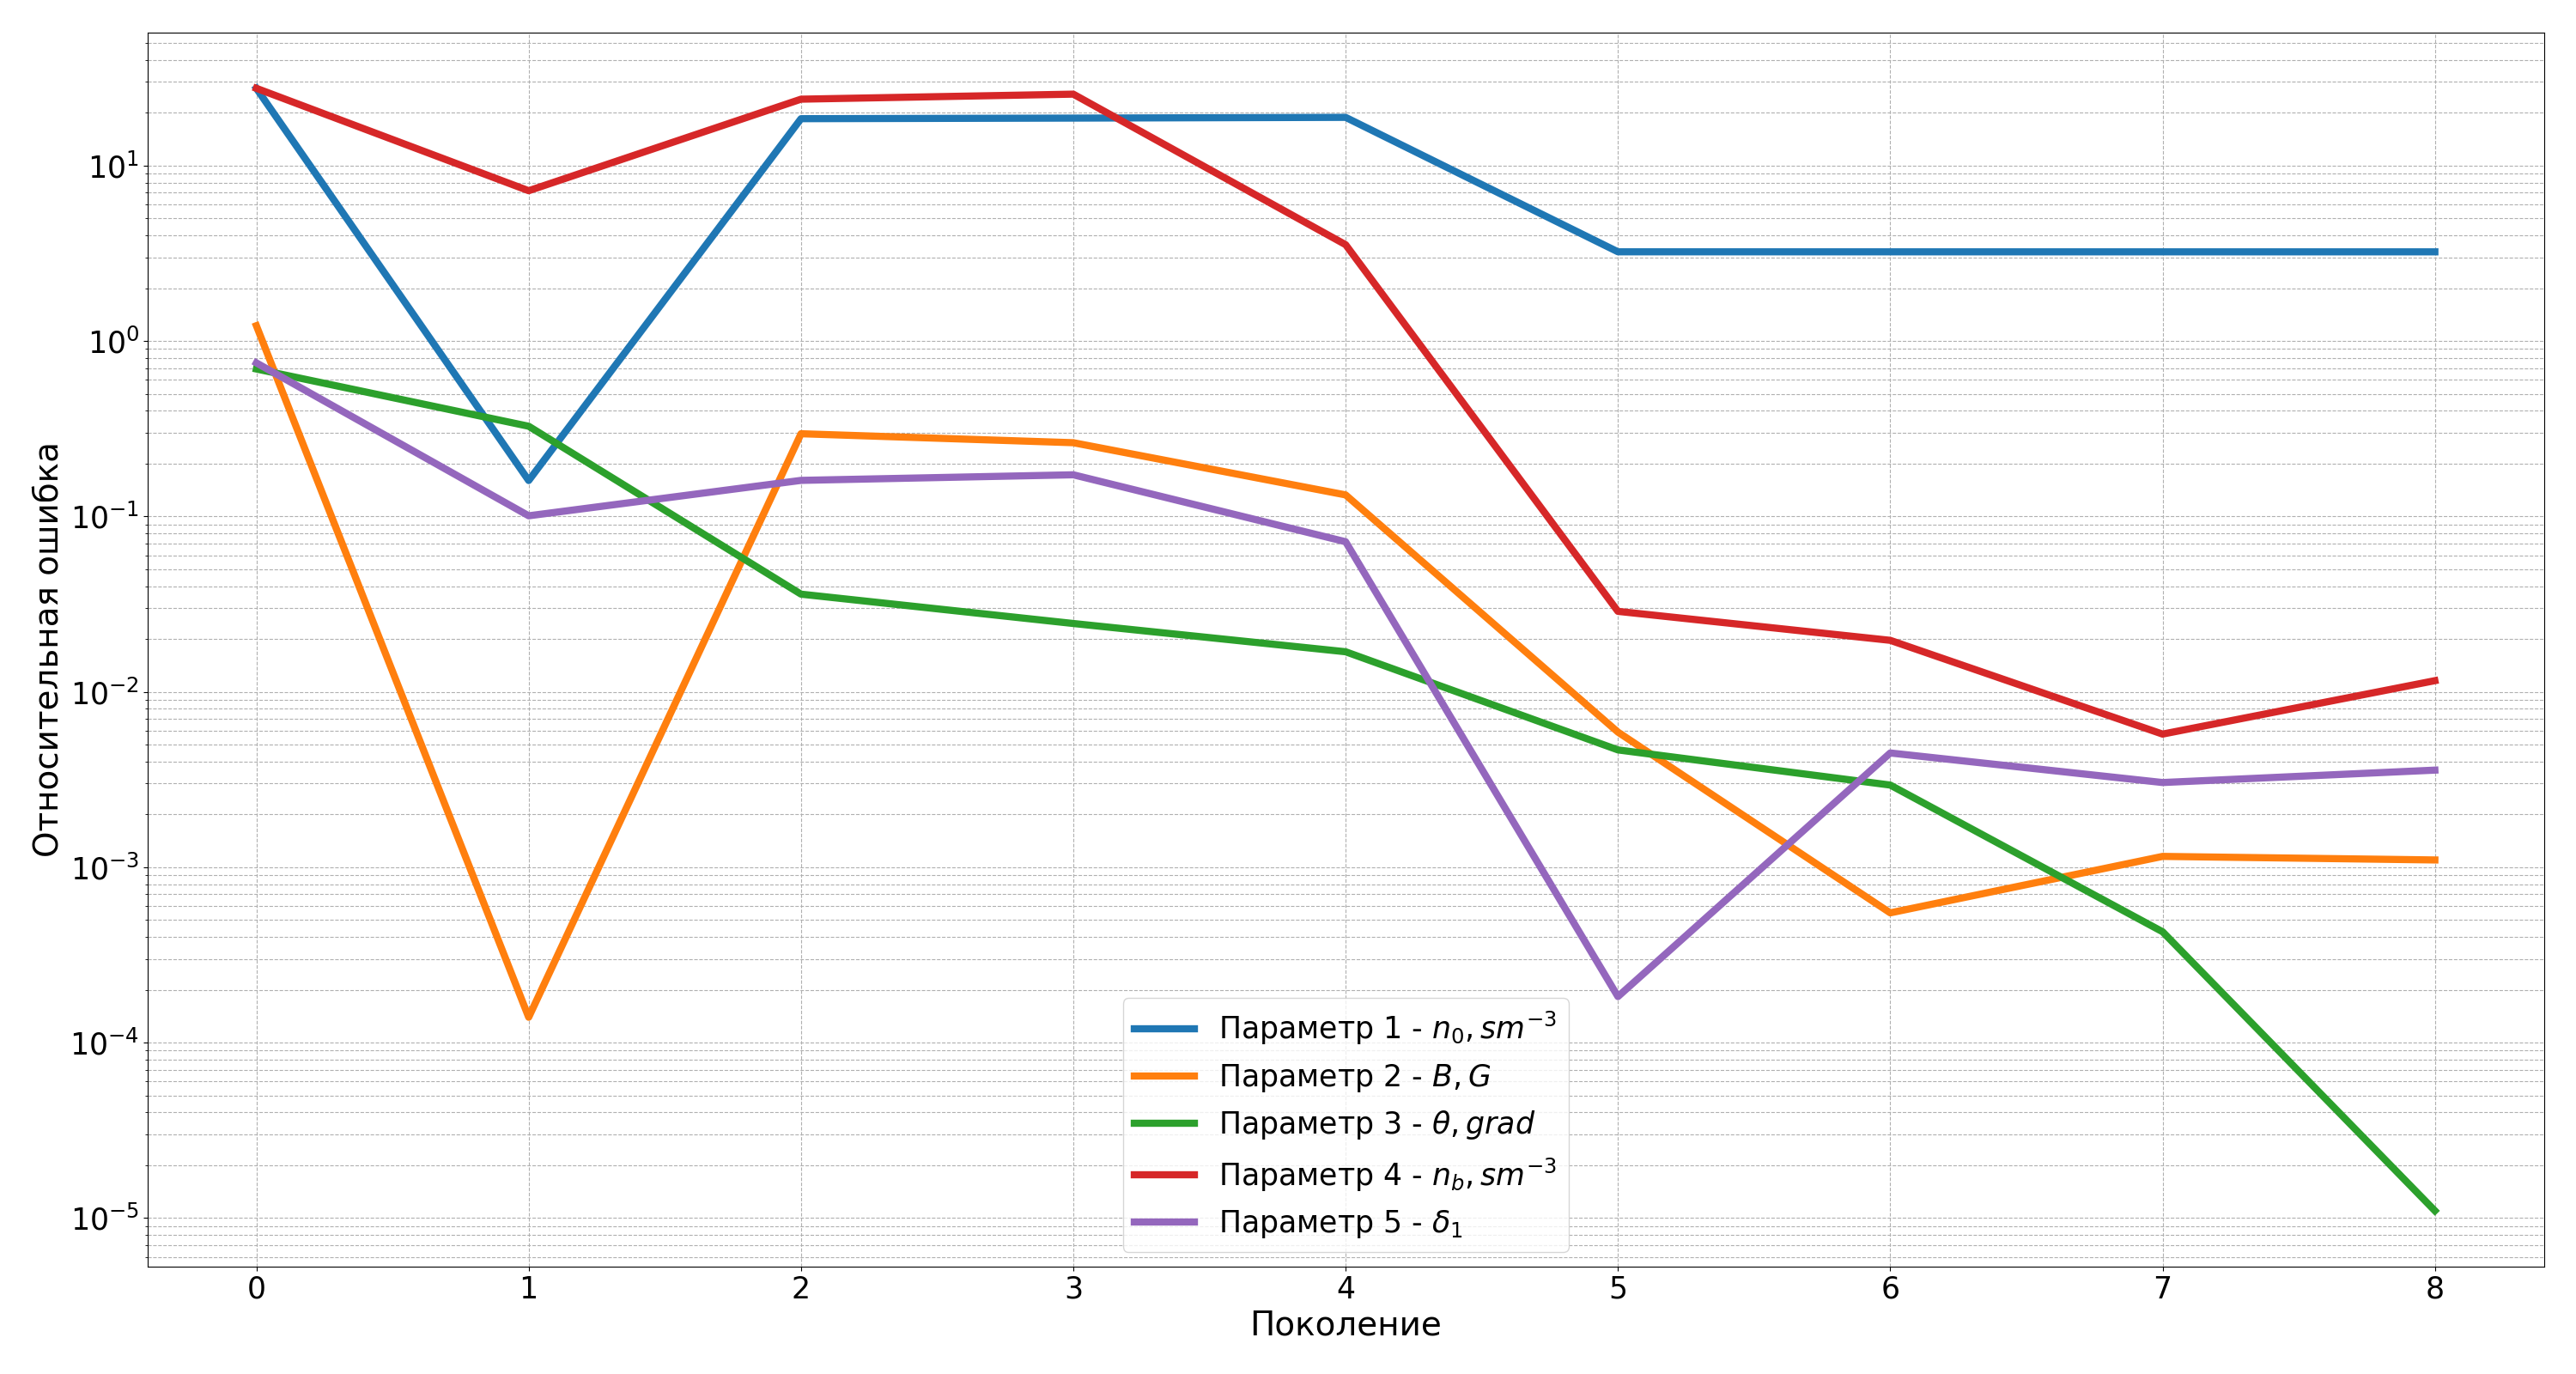 Относительная ошибка
10¹
10⁰
10⁻¹
10⁻²
10⁻³
10⁻⁴
10⁻⁵
Параметр 1 - n₀, sm⁻³
Параметр 2 - B, G
Параметр 3 - θ, grad
Параметр 4 - n_b, sm⁻³
Параметр 5 - δ₁
0 1 2 3 4 5 6 7 8
Поколение